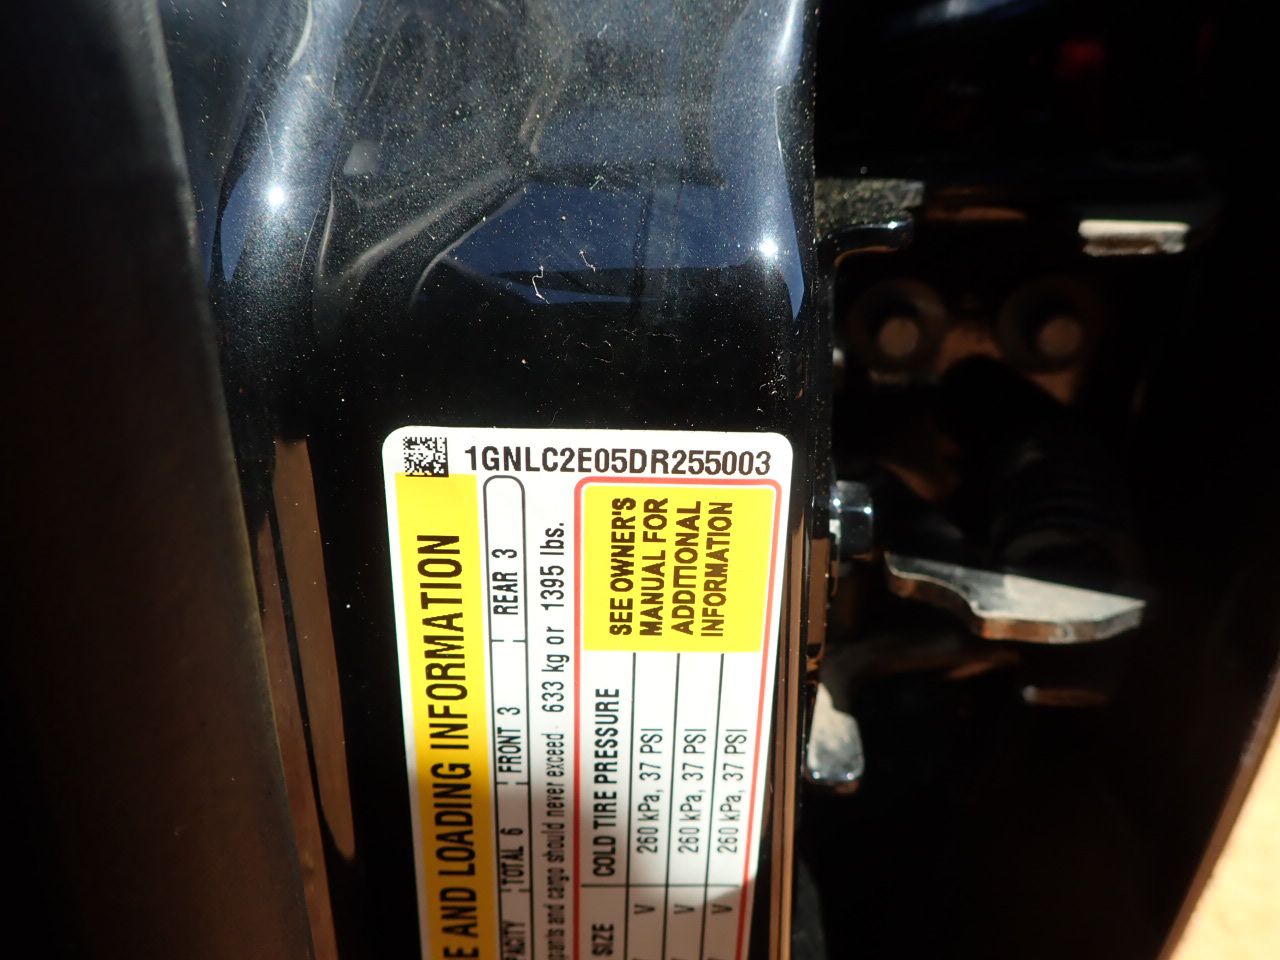 1GNLC2E05DR255003
E AND LOADING INFORMATION
TOTAL 6 FRONT 3 REAR 3
and cargo should never exceed 633 kg or 1395 lbs.
SEE OWNER'S
MANUAL FOR
ADDITIONAL
INFORMATION
SIZE COLD TIRE PRESSURE
V 260 kPa, 37 PSI
V 260 kPa, 37 PSI
V 260 kPa, 37 PSI